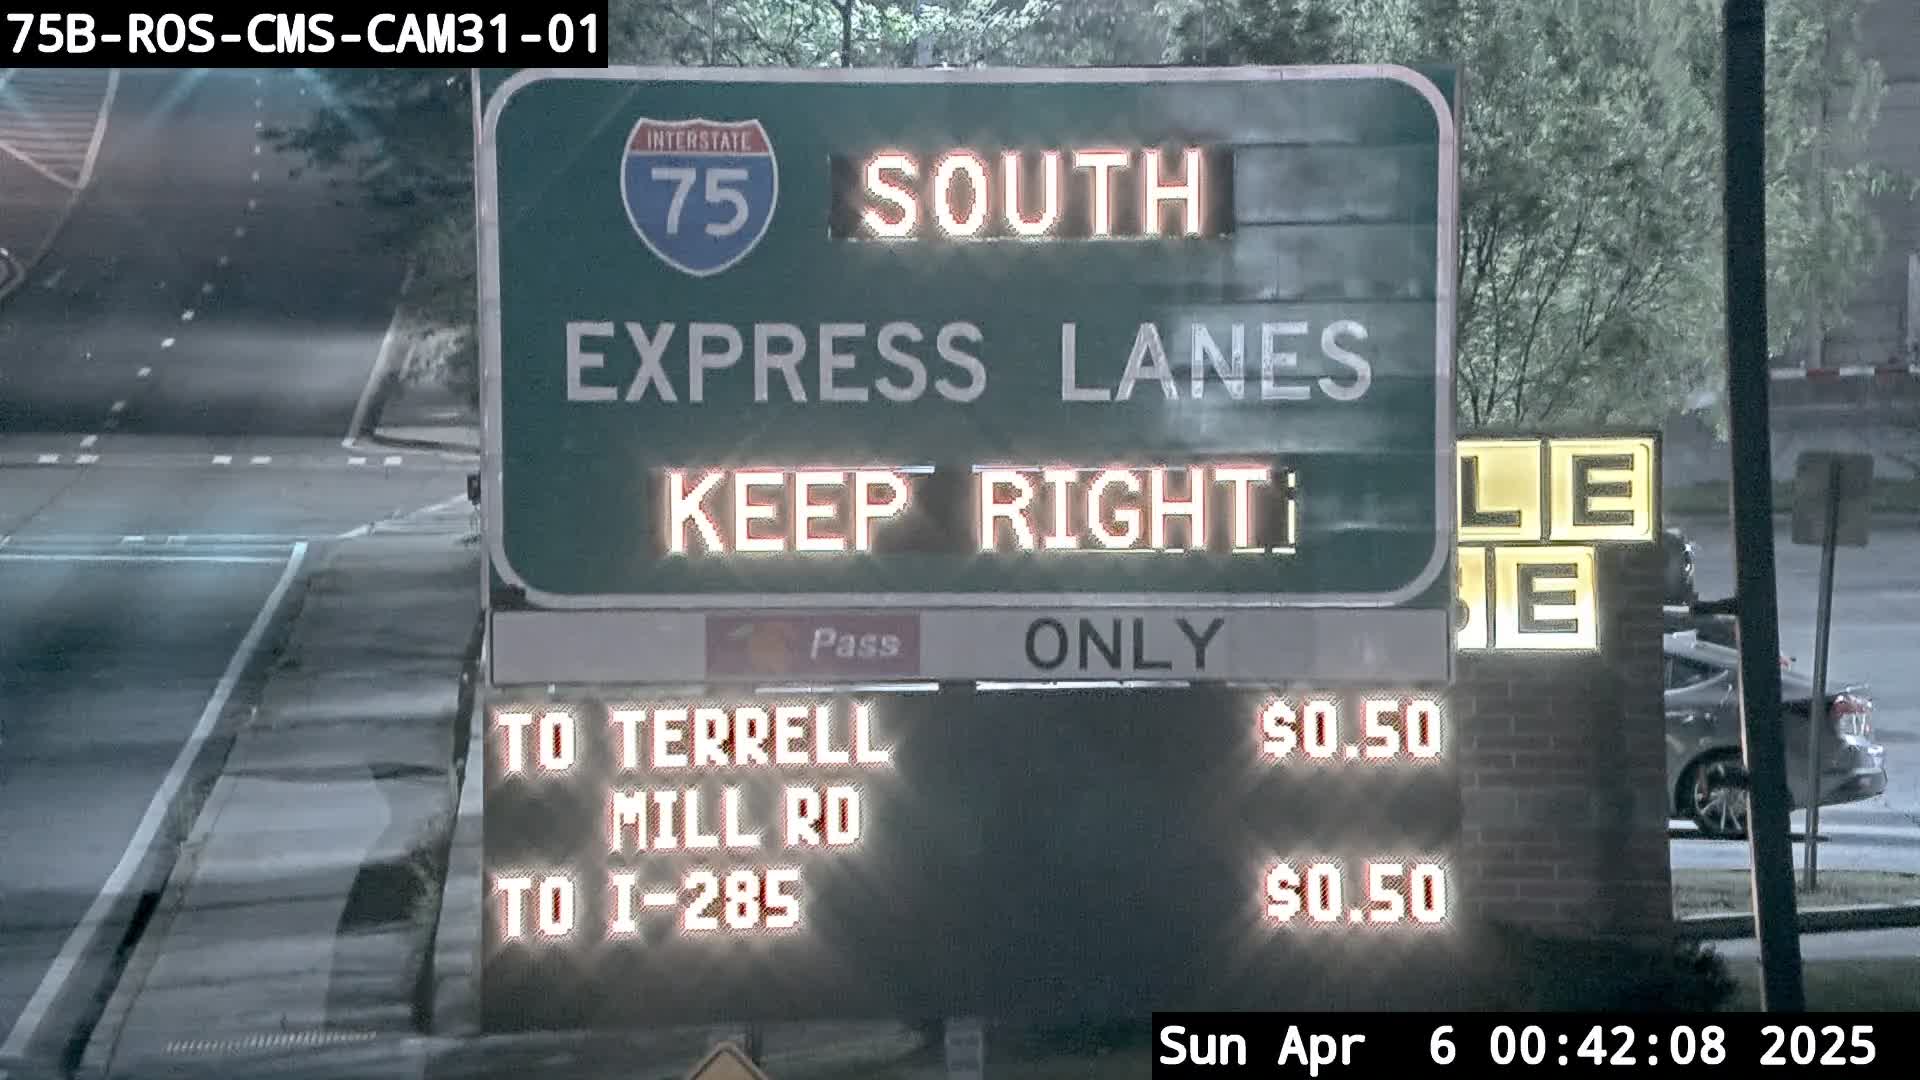 75B-ROS-CMS-CAM31-01
INTERSTATE
75
SOUTH
EXPRESS LANES
KEEP RIGHT
Pass ONLY
LE
E
TO TERRELL $0.50
MILL RD
TO I-285 $0.50
Sun Apr 6 00:42:08 2025